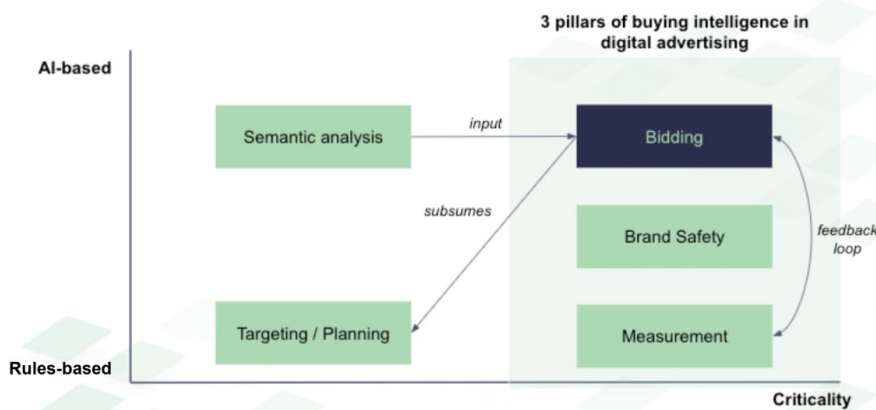 3 pillars of buying intelligence in
digital advertising
AI-based
Semantic analysis
input
Bidding
subsumes
Brand Safety
feedback
loop
Targeting / Planning
Measurement
Rules-based
Criticality